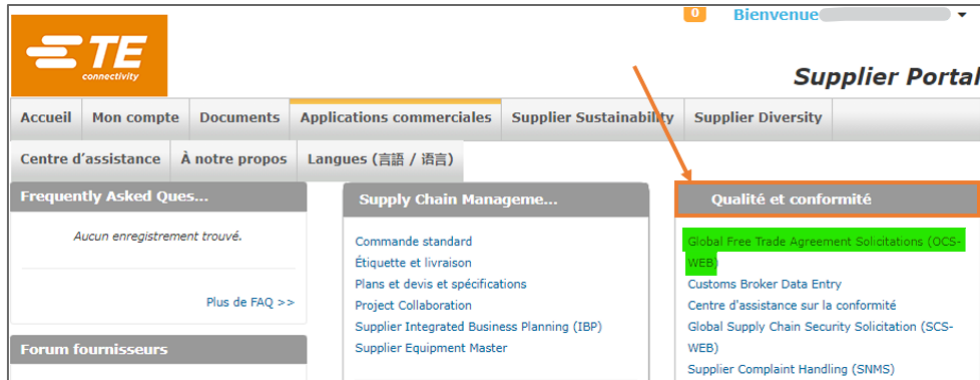 0 Bienvenue
TE
connectivity
Supplier Portal
Accueil Mon compte Documents Applications commerciales Supplier Sustainability Supplier Diversity
Centre d'assistance À notre propos Langues (言語 / 语言)
Frequently Asked Ques...
Aucun enregistrement trouvé.
Plus de FAQ >>
Forum fournisseurs
Supply Chain Manageme...
Commande standard
Étiquette et livraison
Plans et devis et spécifications
Project Collaboration
Supplier Integrated Business Planning (IBP)
Supplier Equipment Master
Qualité et conformité
Global Free Trade Agreement Solicitations (OCS-
WEB)
Customs Broker Data Entry
Centre d'assistance sur la conformité
Global Supply Chain Security Solicitation (SCS-
WEB)
Supplier Complaint Handling (SNMS)